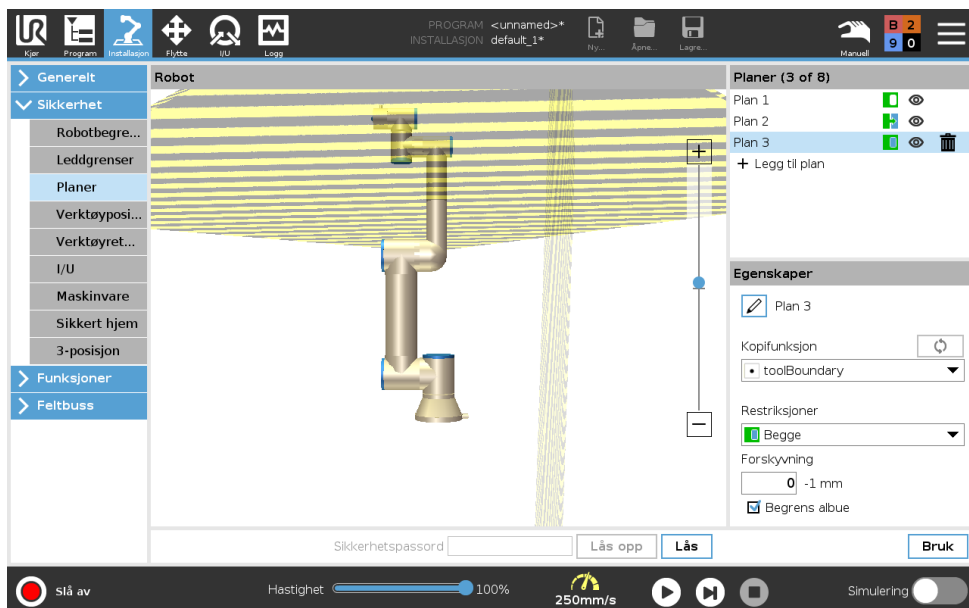 PROGRAM <unnamed>*
INSTALLASJON default_1*
Kjør
Program
Installasjon
Flytte
I/U
Logg
Ny...
Åpne...
Lagre...
Manuell
B 2
9 0
Generelt
Sikkerhet
Robotbegre...
Leddgrenser
Planer
Verktøyposi...
Verktøyret...
I/U
Maskinvare
Sikkert hjem
3-posisjon
Funksjoner
Feltbuss
Robot
Planer (3 of 8)
Plan 1
Plan 2
Plan 3
+ Legg til plan
Egenskaper
Plan 3
Kopifunksjon
toolBoundary
Restriksjoner
Begge
Forskyvning
0 -1 mm
Begrens albue
Sikkerhetspassord
Lås opp
Lås
Bruk
Slå av
Hastighet
100%
250mm/s
Simulering